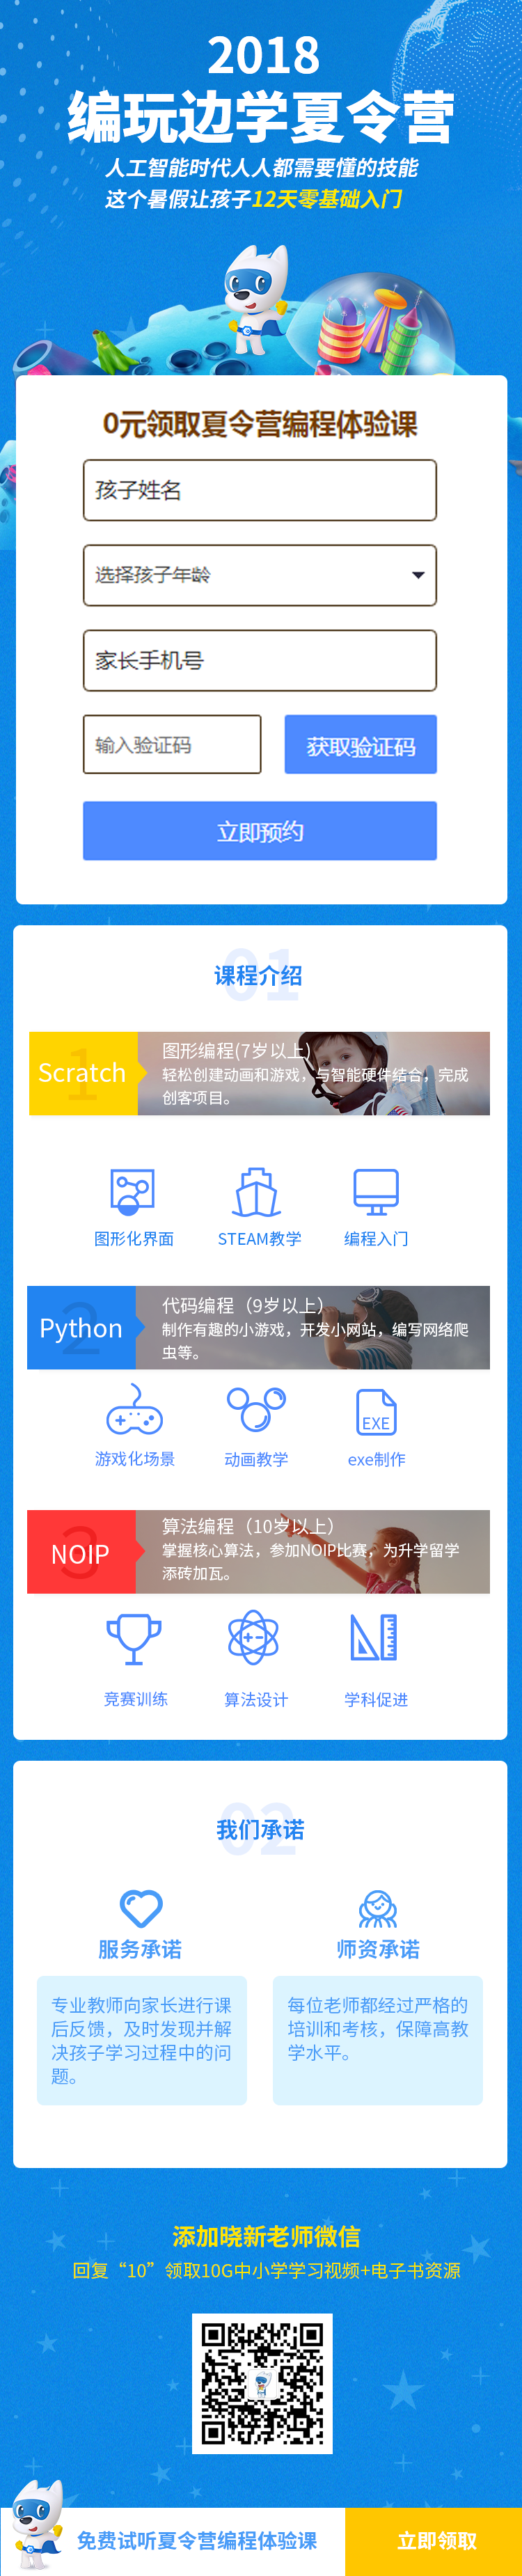 2018
编玩边学夏令营
人工智能时代人人都需要懂的技能
这个暑假让孩子12天零基础入门
0元领取夏令营编程体验课
孩子姓名
选择孩子年龄
家长手机号
输入验证码
获取验证码
立即预约
01
课程介绍
1
Scratch
图形编程(7岁以上)
轻松创建动画和游戏，与智能硬件结合，完成
创客项目。
图形化界面
STEAM教学
编程入门
2
Python
代码编程（9岁以上）
制作有趣的小游戏，开发小网站，编写网络爬
虫等。
EXE
游戏化场景
动画教学
exe制作
3
NOIP
算法编程（10岁以上）
掌握核心算法，参加NOIP比赛，为升学留学
添砖加瓦。
竞赛训练
算法设计
学科促进
02
我们承诺
服务承诺
师资承诺
专业教师向家长进行课
后反馈，及时发现并解
决孩子学习过程中的问
题。
每位老师都经过严格的
培训和考核，保障高教
学水平。
添加晓新老师微信
回复“10”领取10G中小学学习视频+电子书资源
免费试听夏令营编程体验课
立即领取